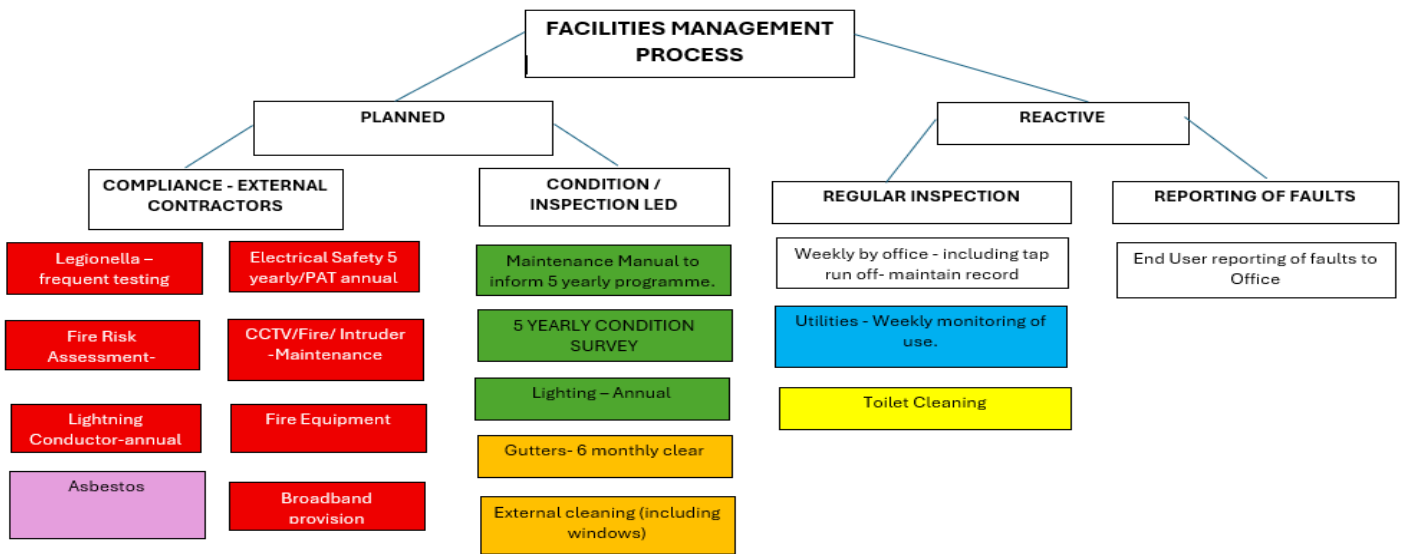 FACILITIES MANAGEMENT
PROCESS
PLANNED
REACTIVE
COMPLIANCE - EXTERNAL
CONTRACTORS
CONDITION /
INSPECTION LED
REGULAR INSPECTION
REPORTING OF FAULTS
Legionella –
frequent testing
Electrical Safety 5
yearly/PAT annual
Maintenance Manual to
inform 5 yearly programme.
Weekly by office - including tap
run off- maintain record
End User reporting of faults to
Office
Fire Risk
Assessment-
CCTV/Fire/ Intruder
-Maintenance
5 YEARLY CONDITION
SURVEY
Utilities - Weekly monitoring of
use.
Lightning
Conductor-annual
Fire Equipment
Lighting – Annual
Toilet Cleaning
Asbestos
Broadband
provision
Gutters- 6 monthly clear
External cleaning (including
windows)